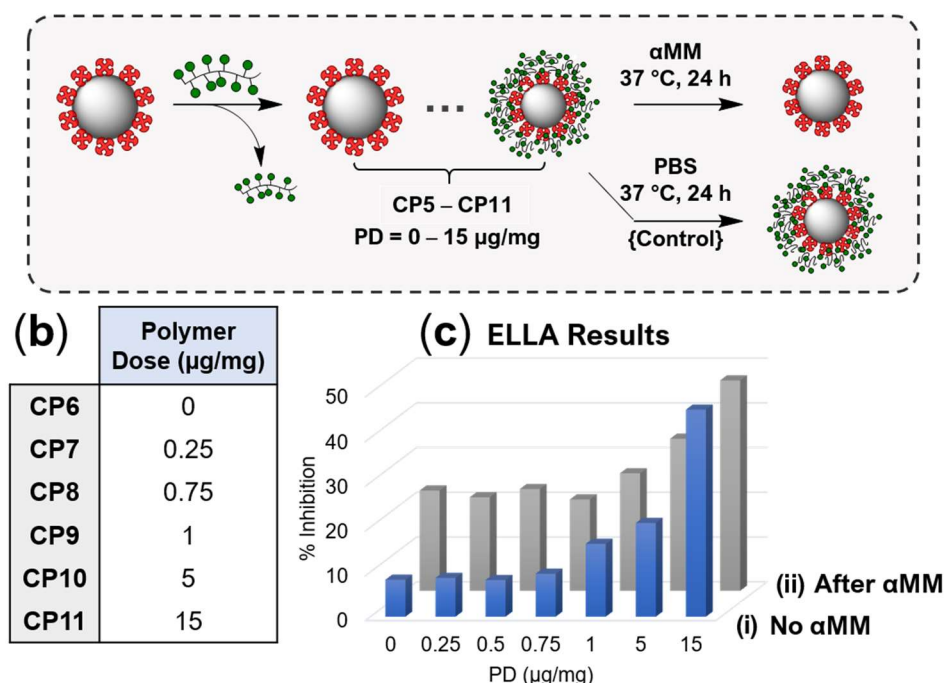 αMM
37 °C, 24 h
CP5 – CP11
PD = 0 – 15 µg/mg
PBS
37 °C, 24 h
{Control}
(b)
Polymer
Dose (µg/mg)
CP6 0
CP7 0.25
CP8 0.75
CP9 1
CP10 5
CP11 15
(c) ELLA Results
% Inhibition
50
40
30
20
10
0
0 0.25 0.5 0.75 1 5 15
PD (µg/mg)
(ii) After αMM
(i) No αMM